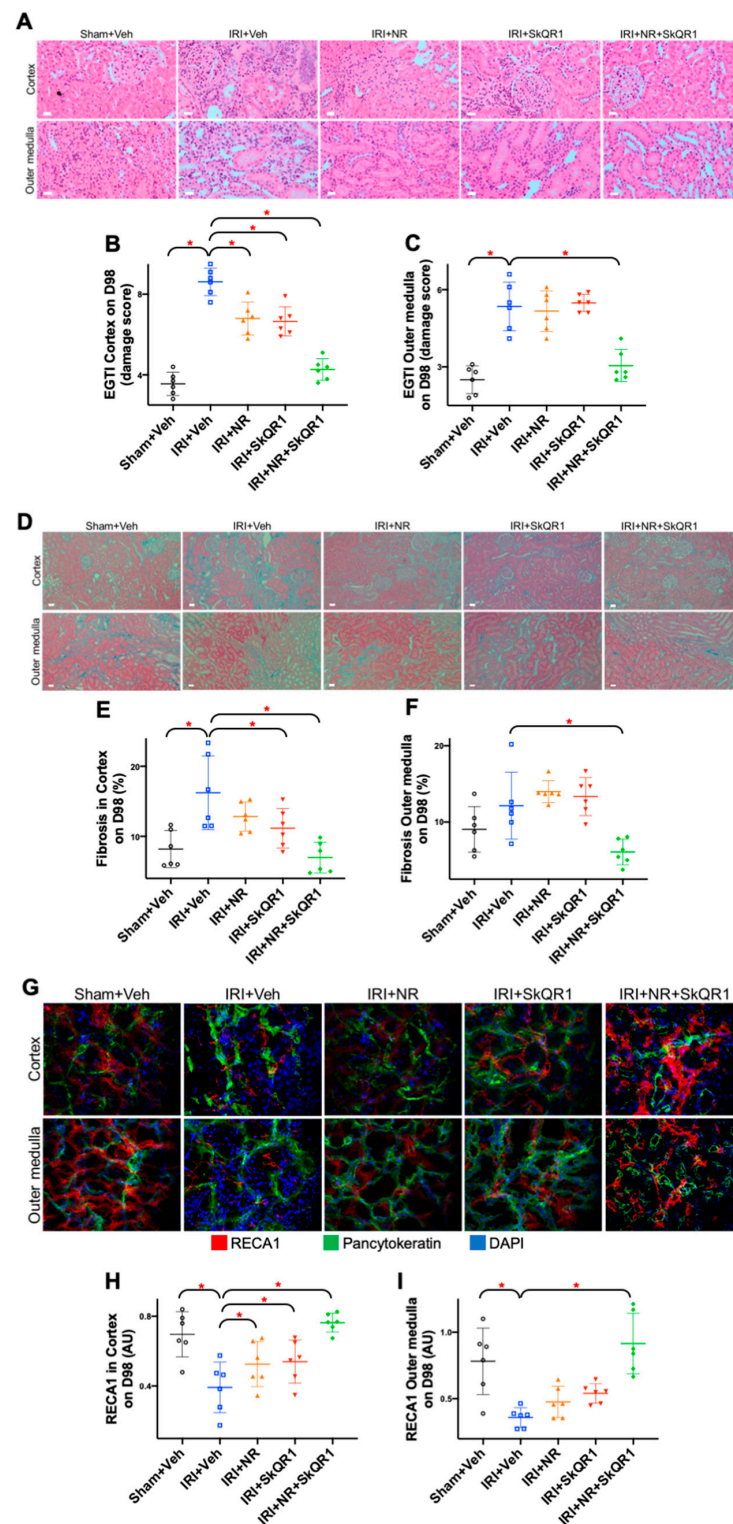 A
Sham+Veh IRI+Veh IRI+NR IRI+SkQR1 IRI+NR+SkQR1
Cortex
Outer medulla
B
EGTI Cortex on D98
(damage score)
8
4
*
*
*
*
Sham+Veh
IRI+Veh
IRI+NR
IRI+SkQR1
IRI+NR+SkQR1
C
EGTI Outer medulla
on D98 (damage score)
6
3
*
*
Sham+Veh
IRI+Veh
IRI+NR
IRI+SkQR1
IRI+NR+SkQR1
D
Sham+Veh IRI+Veh IRI+NR IRI+SkQR1 IRI+NR+SkQR1
Cortex
Outer medulla
E
Fibrosis in Cortex
on D98 (%)
20
10
*
*
*
Sham+Veh
IRI+Veh
IRI+NR
IRI+SkQR1
IRI+NR+SkQR1
F
Fibrosis Outer medulla
on D98 (%)
20
10
*
Sham+Veh
IRI+Veh
IRI+NR
IRI+SkQR1
IRI+NR+SkQR1
G
Sham+Veh IRI+Veh IRI+NR IRI+SkQR1 IRI+NR+SkQR1
Cortex
Outer medulla
RECA1 Pancytokeratin DAPI
H
RECA1 in Cortex
on D98 (AU)
0.8
0.4
*
*
*
*
Sham+Veh
IRI+Veh
IRI+NR
IRI+SkQR1
IRI+NR+SkQR1
I
RECA1 Outer medulla
on D98 (AU)
1.0
0.5
*
*
Sham+Veh
IRI+Veh
IRI+NR
IRI+SkQR1
IRI+NR+SkQR1